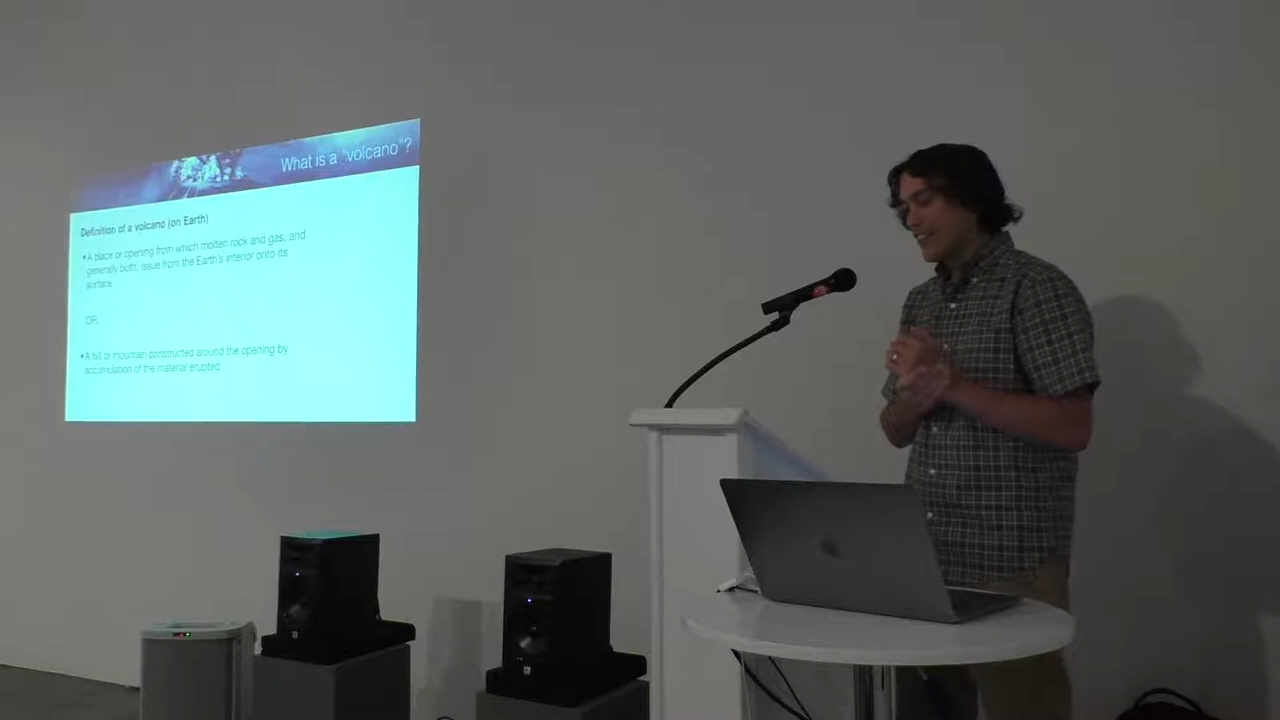 What is a "volcano"?
Definition of a volcano (on Earth)
•A place or opening from which molten rock and gas, and
generally both, issue from the Earth's interior onto its
surface
OR,
•A hill or mountain constructed around the opening by
accumulation of the material erupted